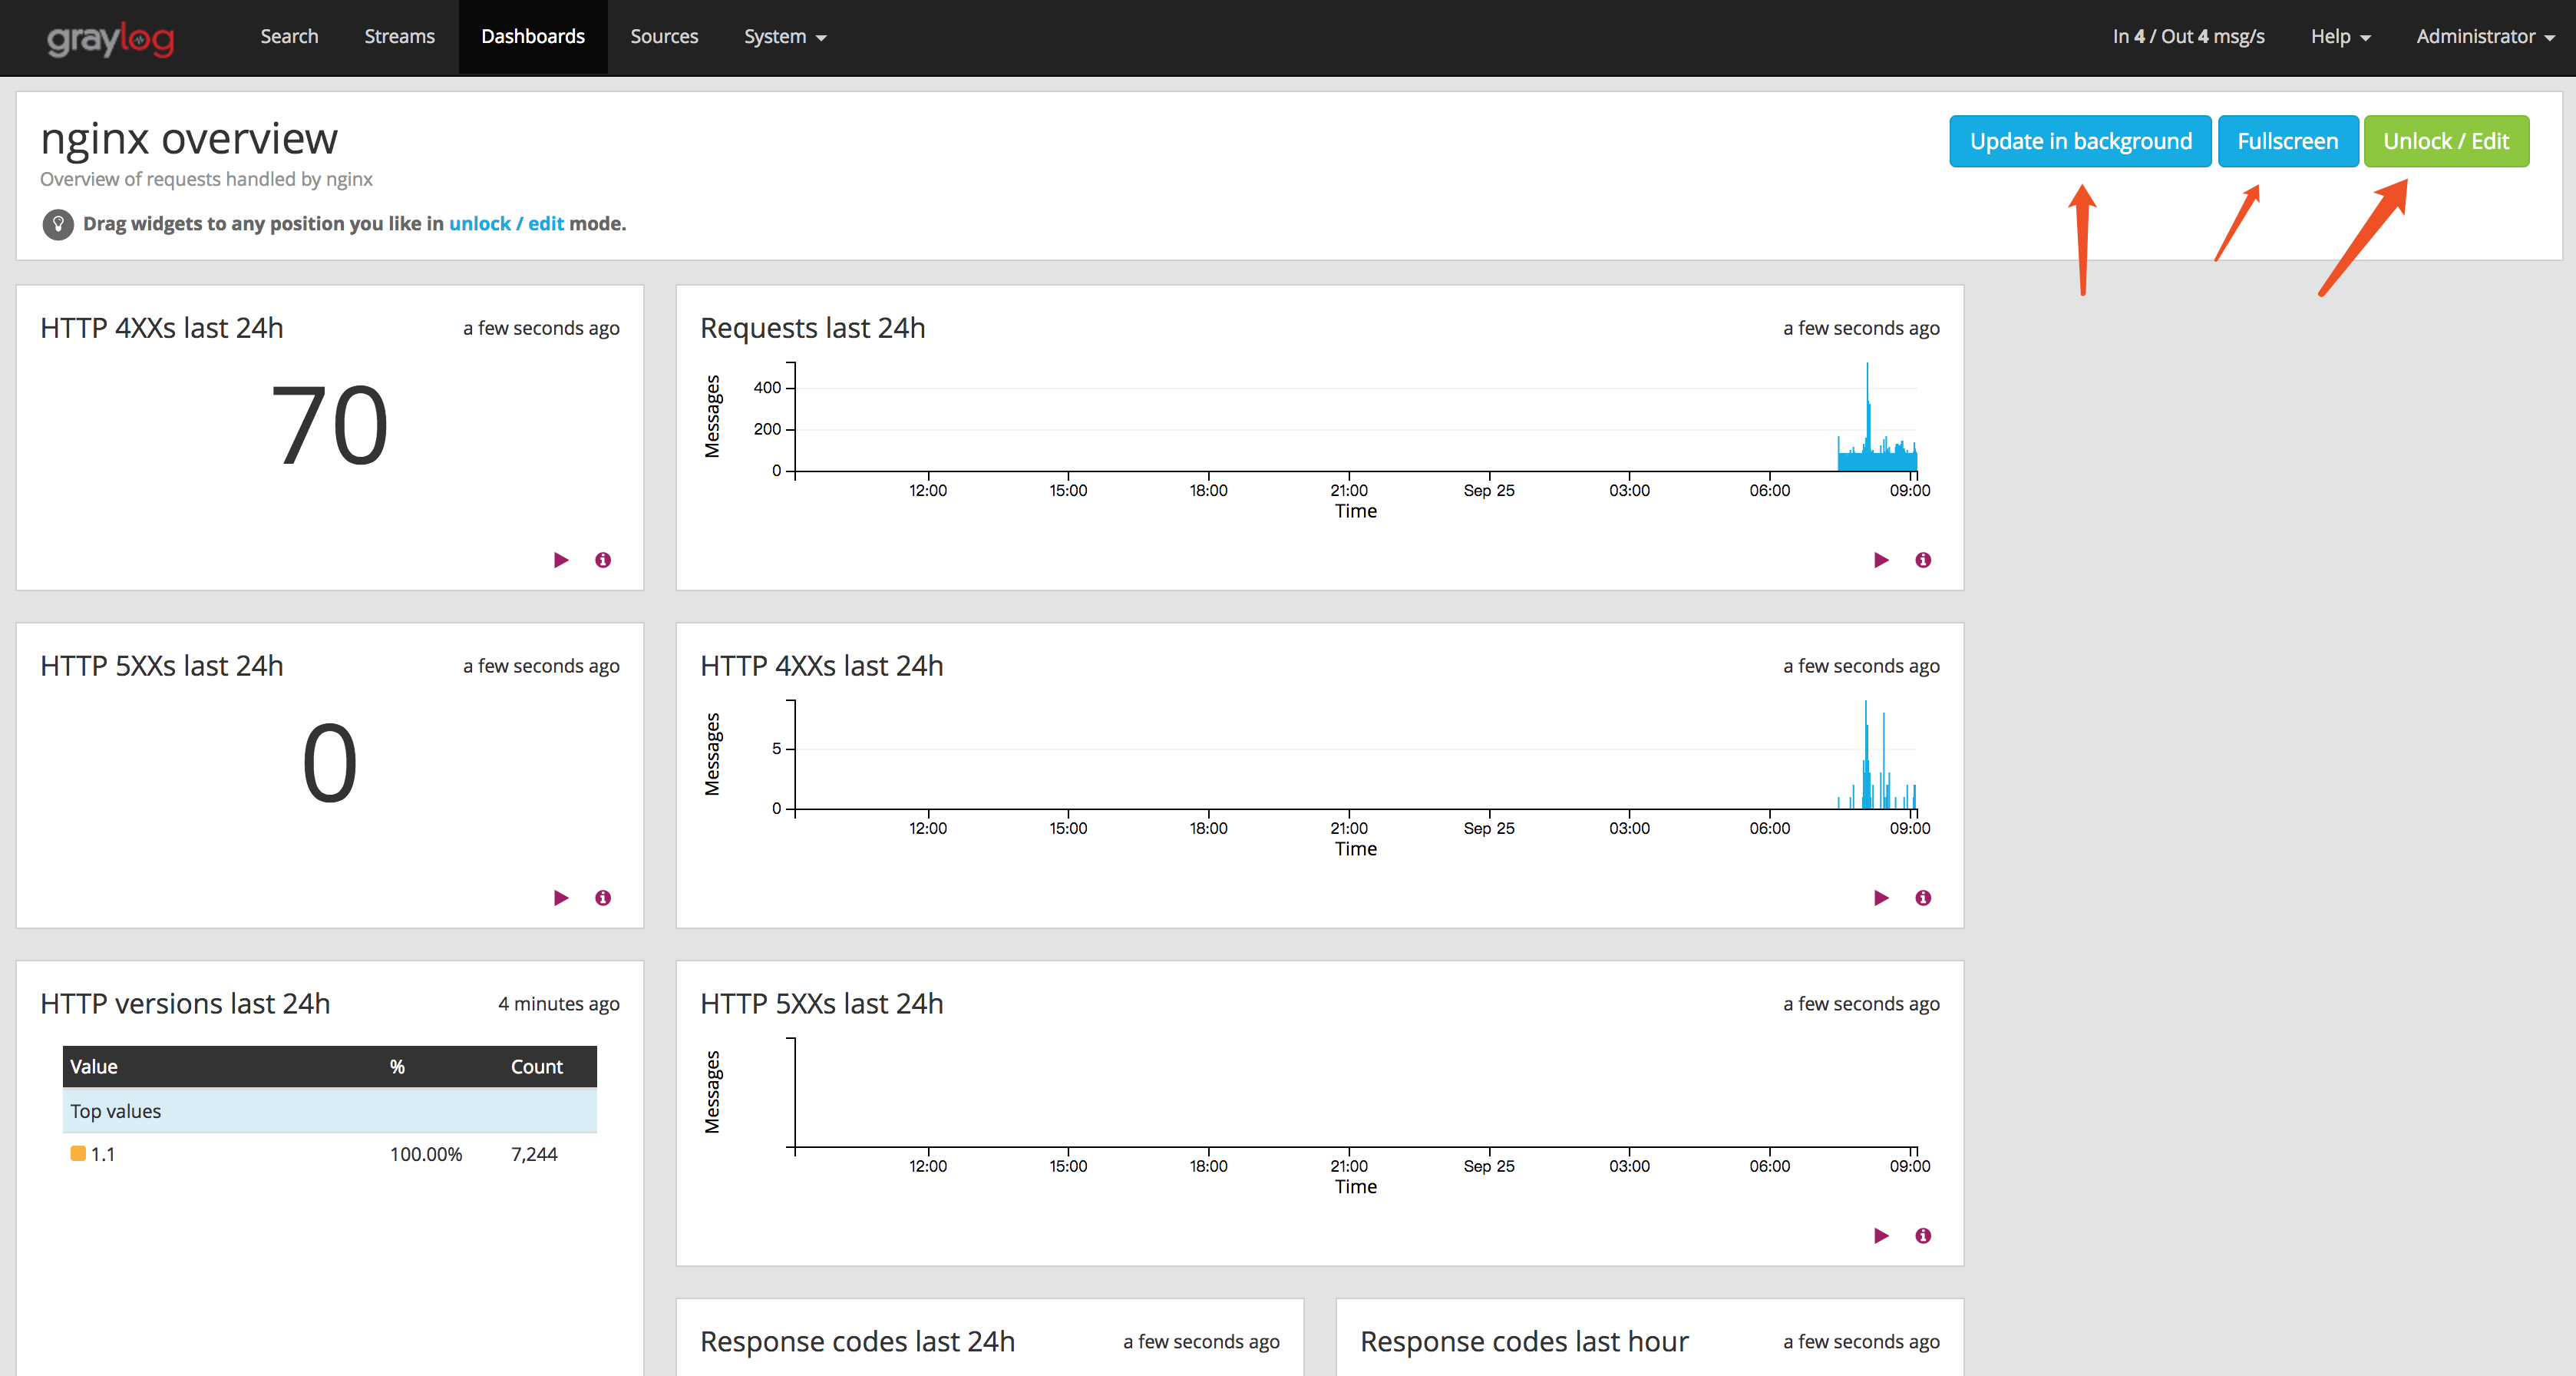 graylog
Search Streams Dashboards Sources System
In 4 / Out 4 msg/s Help Administrator
nginx overview
Overview of requests handled by nginx
Drag widgets to any position you like in unlock / edit mode.
Update in background Fullscreen Unlock / Edit
HTTP 4XXs last 24h a few seconds ago
70
Requests last 24h a few seconds ago
Messages
400
200
0
12:00 15:00 18:00 21:00 Sep 25 03:00 06:00 09:00
Time
HTTP 5XXs last 24h a few seconds ago
0
HTTP 4XXs last 24h a few seconds ago
Messages
5
0
12:00 15:00 18:00 21:00 Sep 25 03:00 06:00 09:00
Time
HTTP versions last 24h 4 minutes ago
Value % Count
Top values
1.1 100.00% 7,244
HTTP 5XXs last 24h a few seconds ago
Messages
12:00 15:00 18:00 21:00 Sep 25 03:00 06:00 09:00
Time
Response codes last 24h a few seconds ago
Response codes last hour a few seconds ago